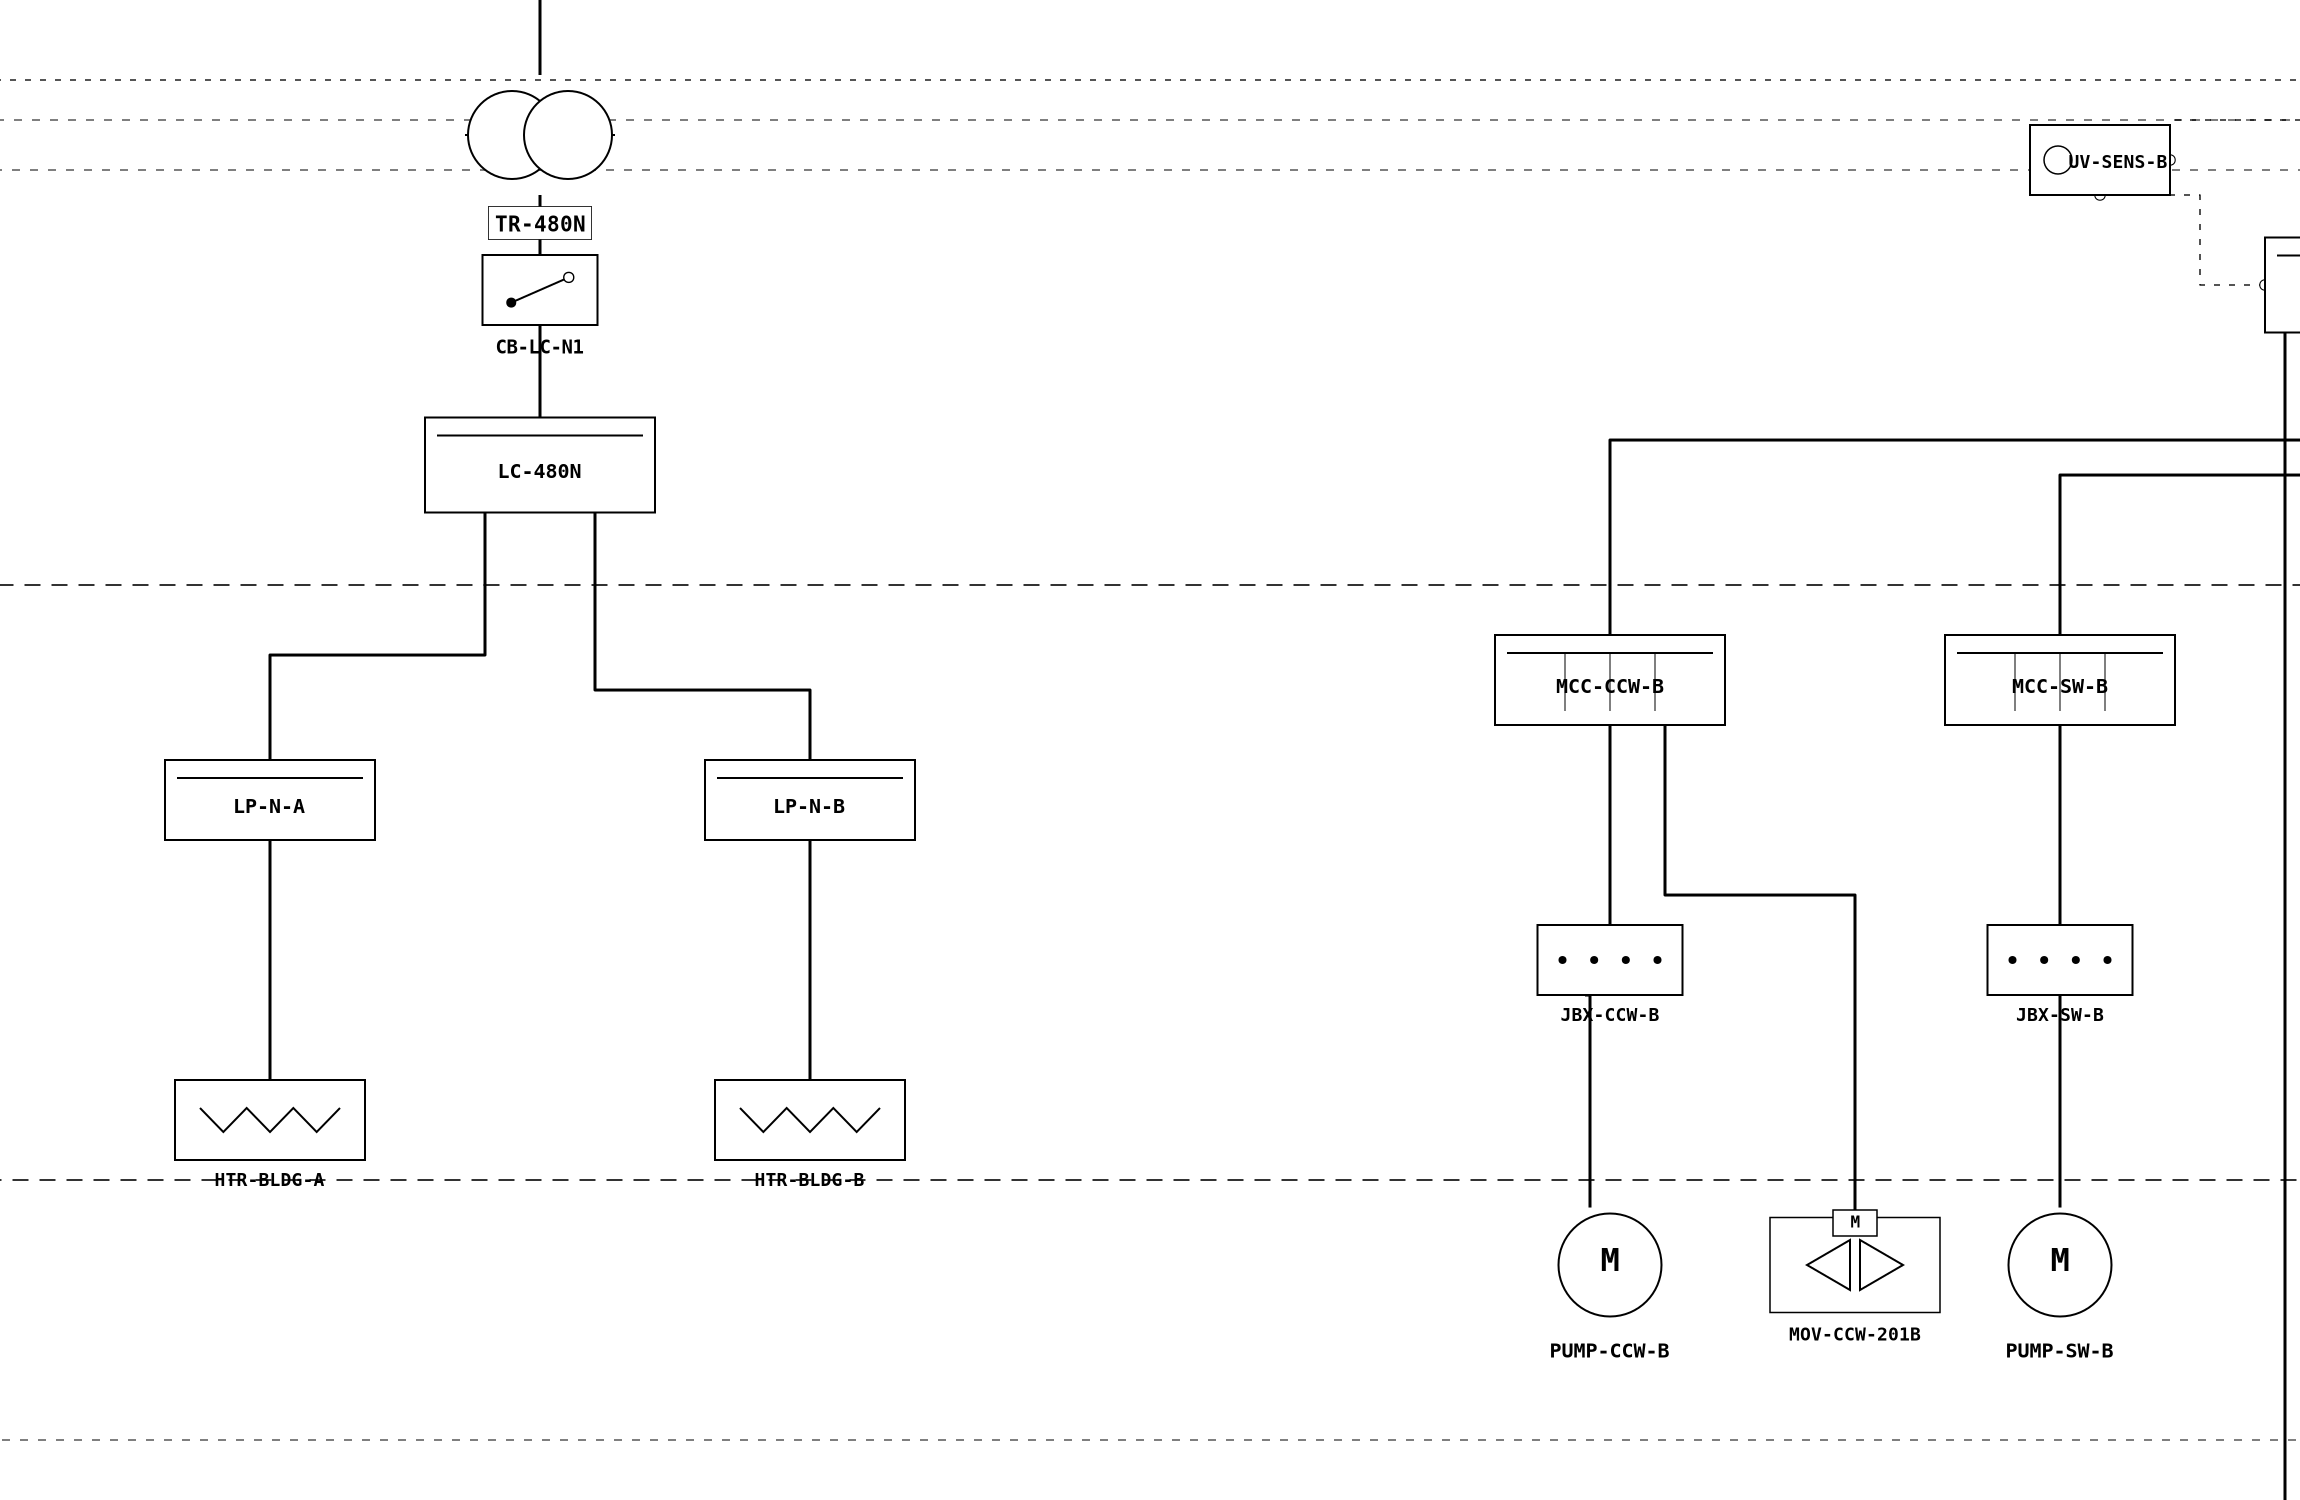 UV-SENS-B
TR-480N
CB-LC-N1
LC-480N
MCC-CCW-B
MCC-SW-B
LP-N-A
LP-N-B
JBX-CCW-B
JBX-SW-B
HTR-BLDG-A
HTR-BLDG-B
M
M
M
MOV-CCW-201B
PUMP-CCW-B
PUMP-SW-B